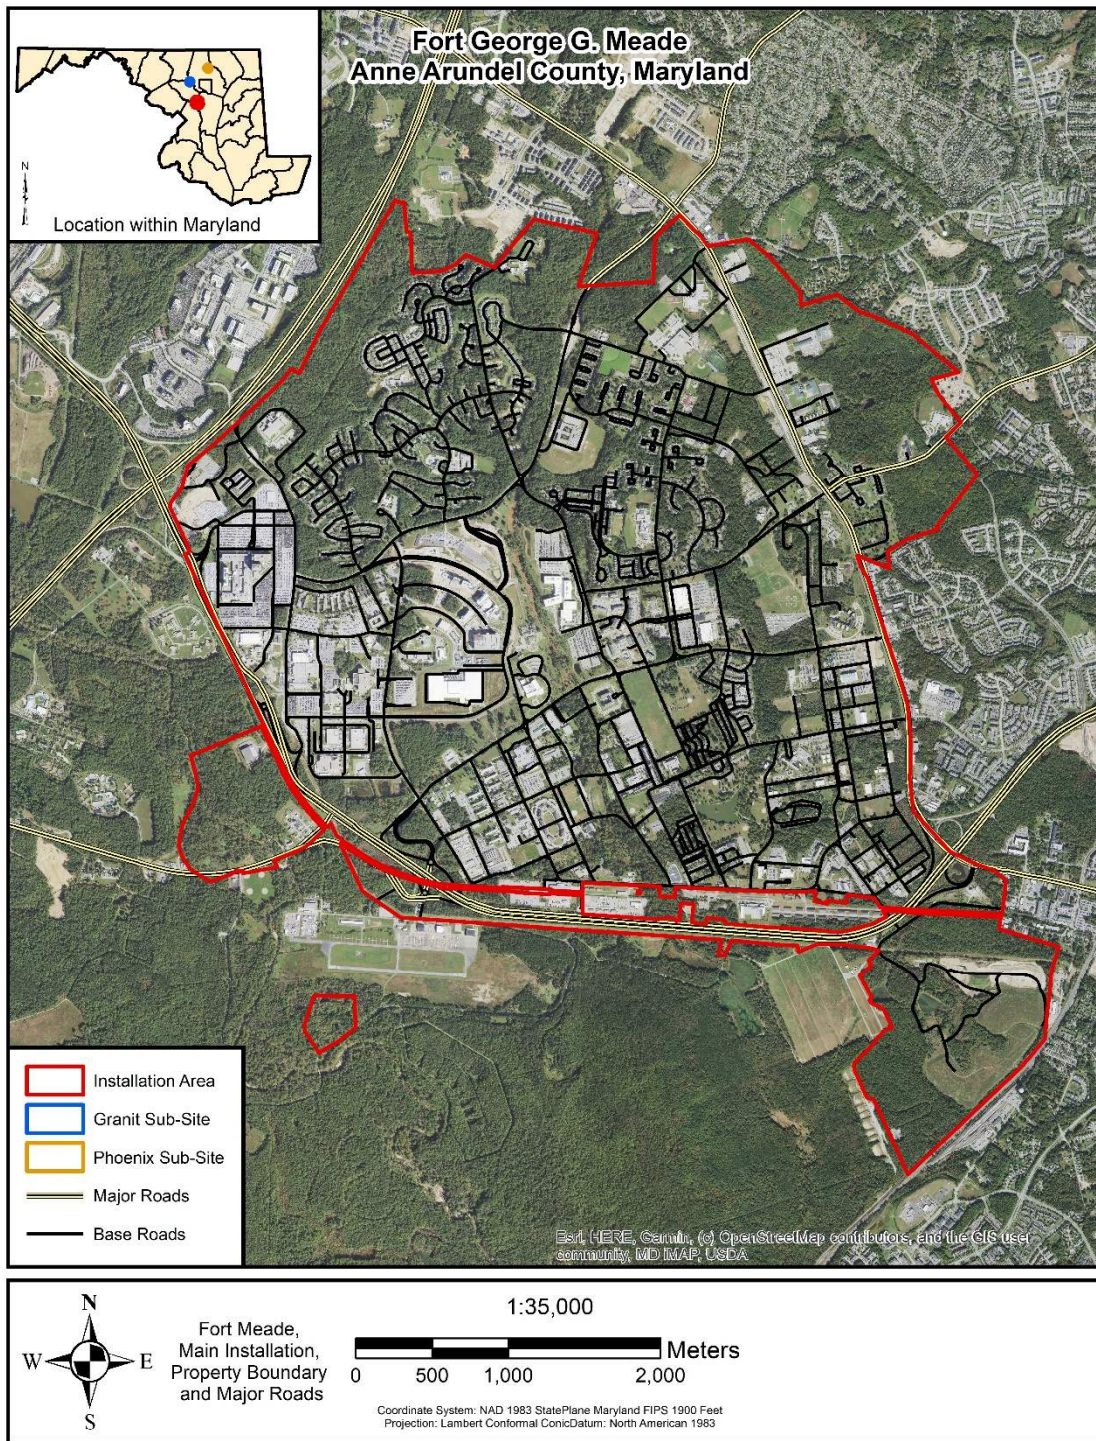 Fort George G. Meade
Anne Arundel County, Maryland
N
Location within Maryland
Installation Area
Granit Sub-Site
Phoenix Sub-Site
Major Roads
Base Roads
Esri, HERE, Garmin, (c) OpenStreetMap contributors, and the GIS user
community, MD iMAP, USDA
N
W
E
S
Fort Meade,
Main Installation,
Property Boundary
and Major Roads
1:35,000
Meters
0 500 1,000 2,000
Coordinate System: NAD 1983 StatePlane Maryland FIPS 1900 Feet
Projection: Lambert Conformal ConicDatum: North American 1983